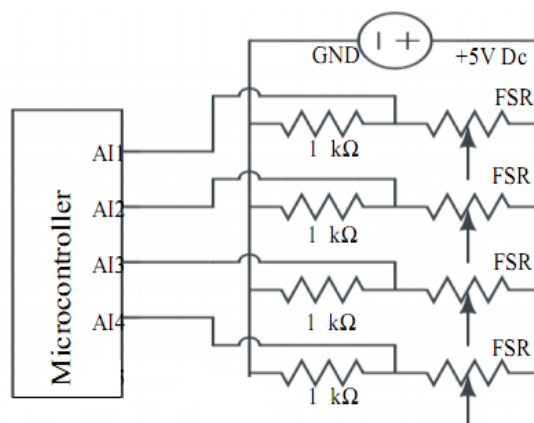 GND
+5V Dc
FSR
1 kΩ
AI1
FSR
1 kΩ
AI2
FSR
1 kΩ
AI3
FSR
1 kΩ
AI4
Microcontroller